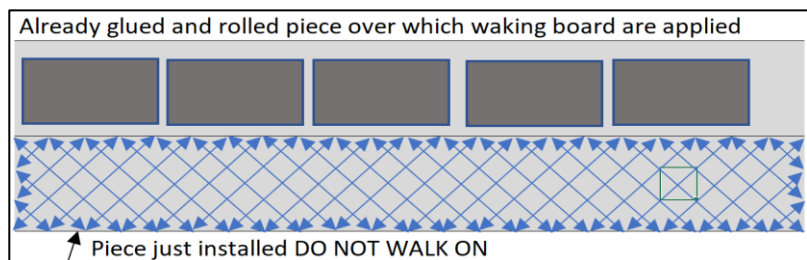 Already glued and rolled piece over which waking board are applied
Piece just installed DO NOT WALK ON